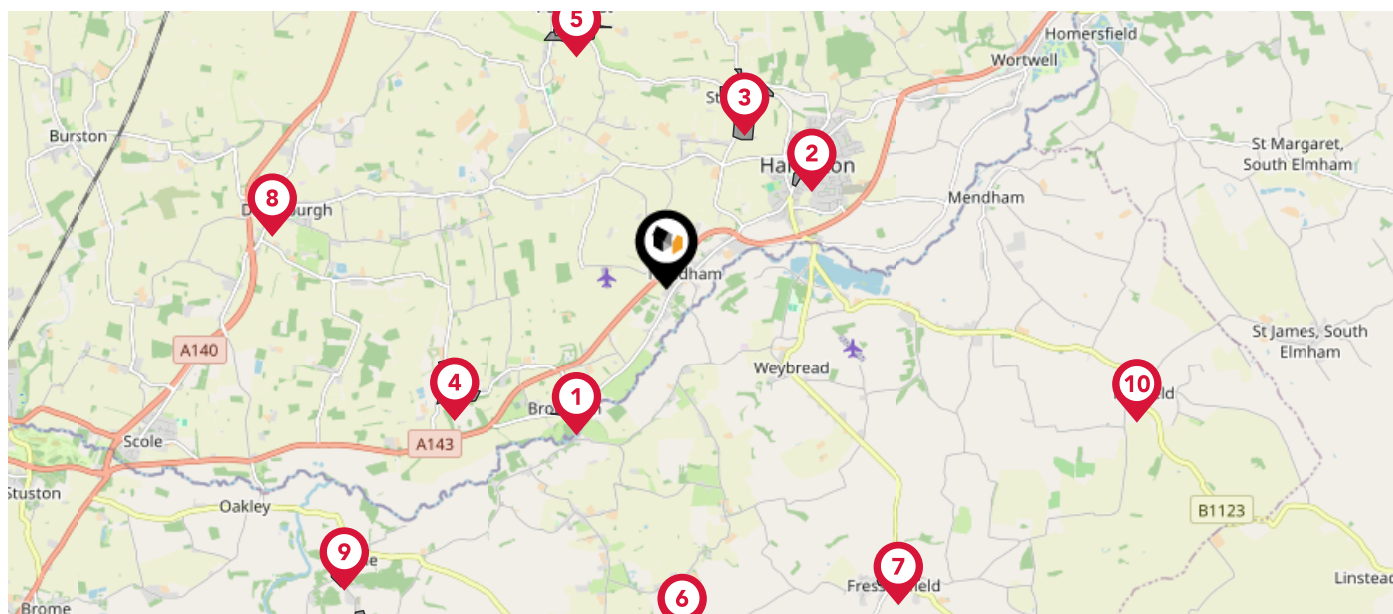 5
Homersfield
Wortwell
3
Burston
2
St Margaret,
South Elmham
8
Mendham
A140
St James, South
Elmham
Weybread
4
1
10
Scole
A143
Stuston
Oakley
B1123
9
7
6
Linstead
Brome